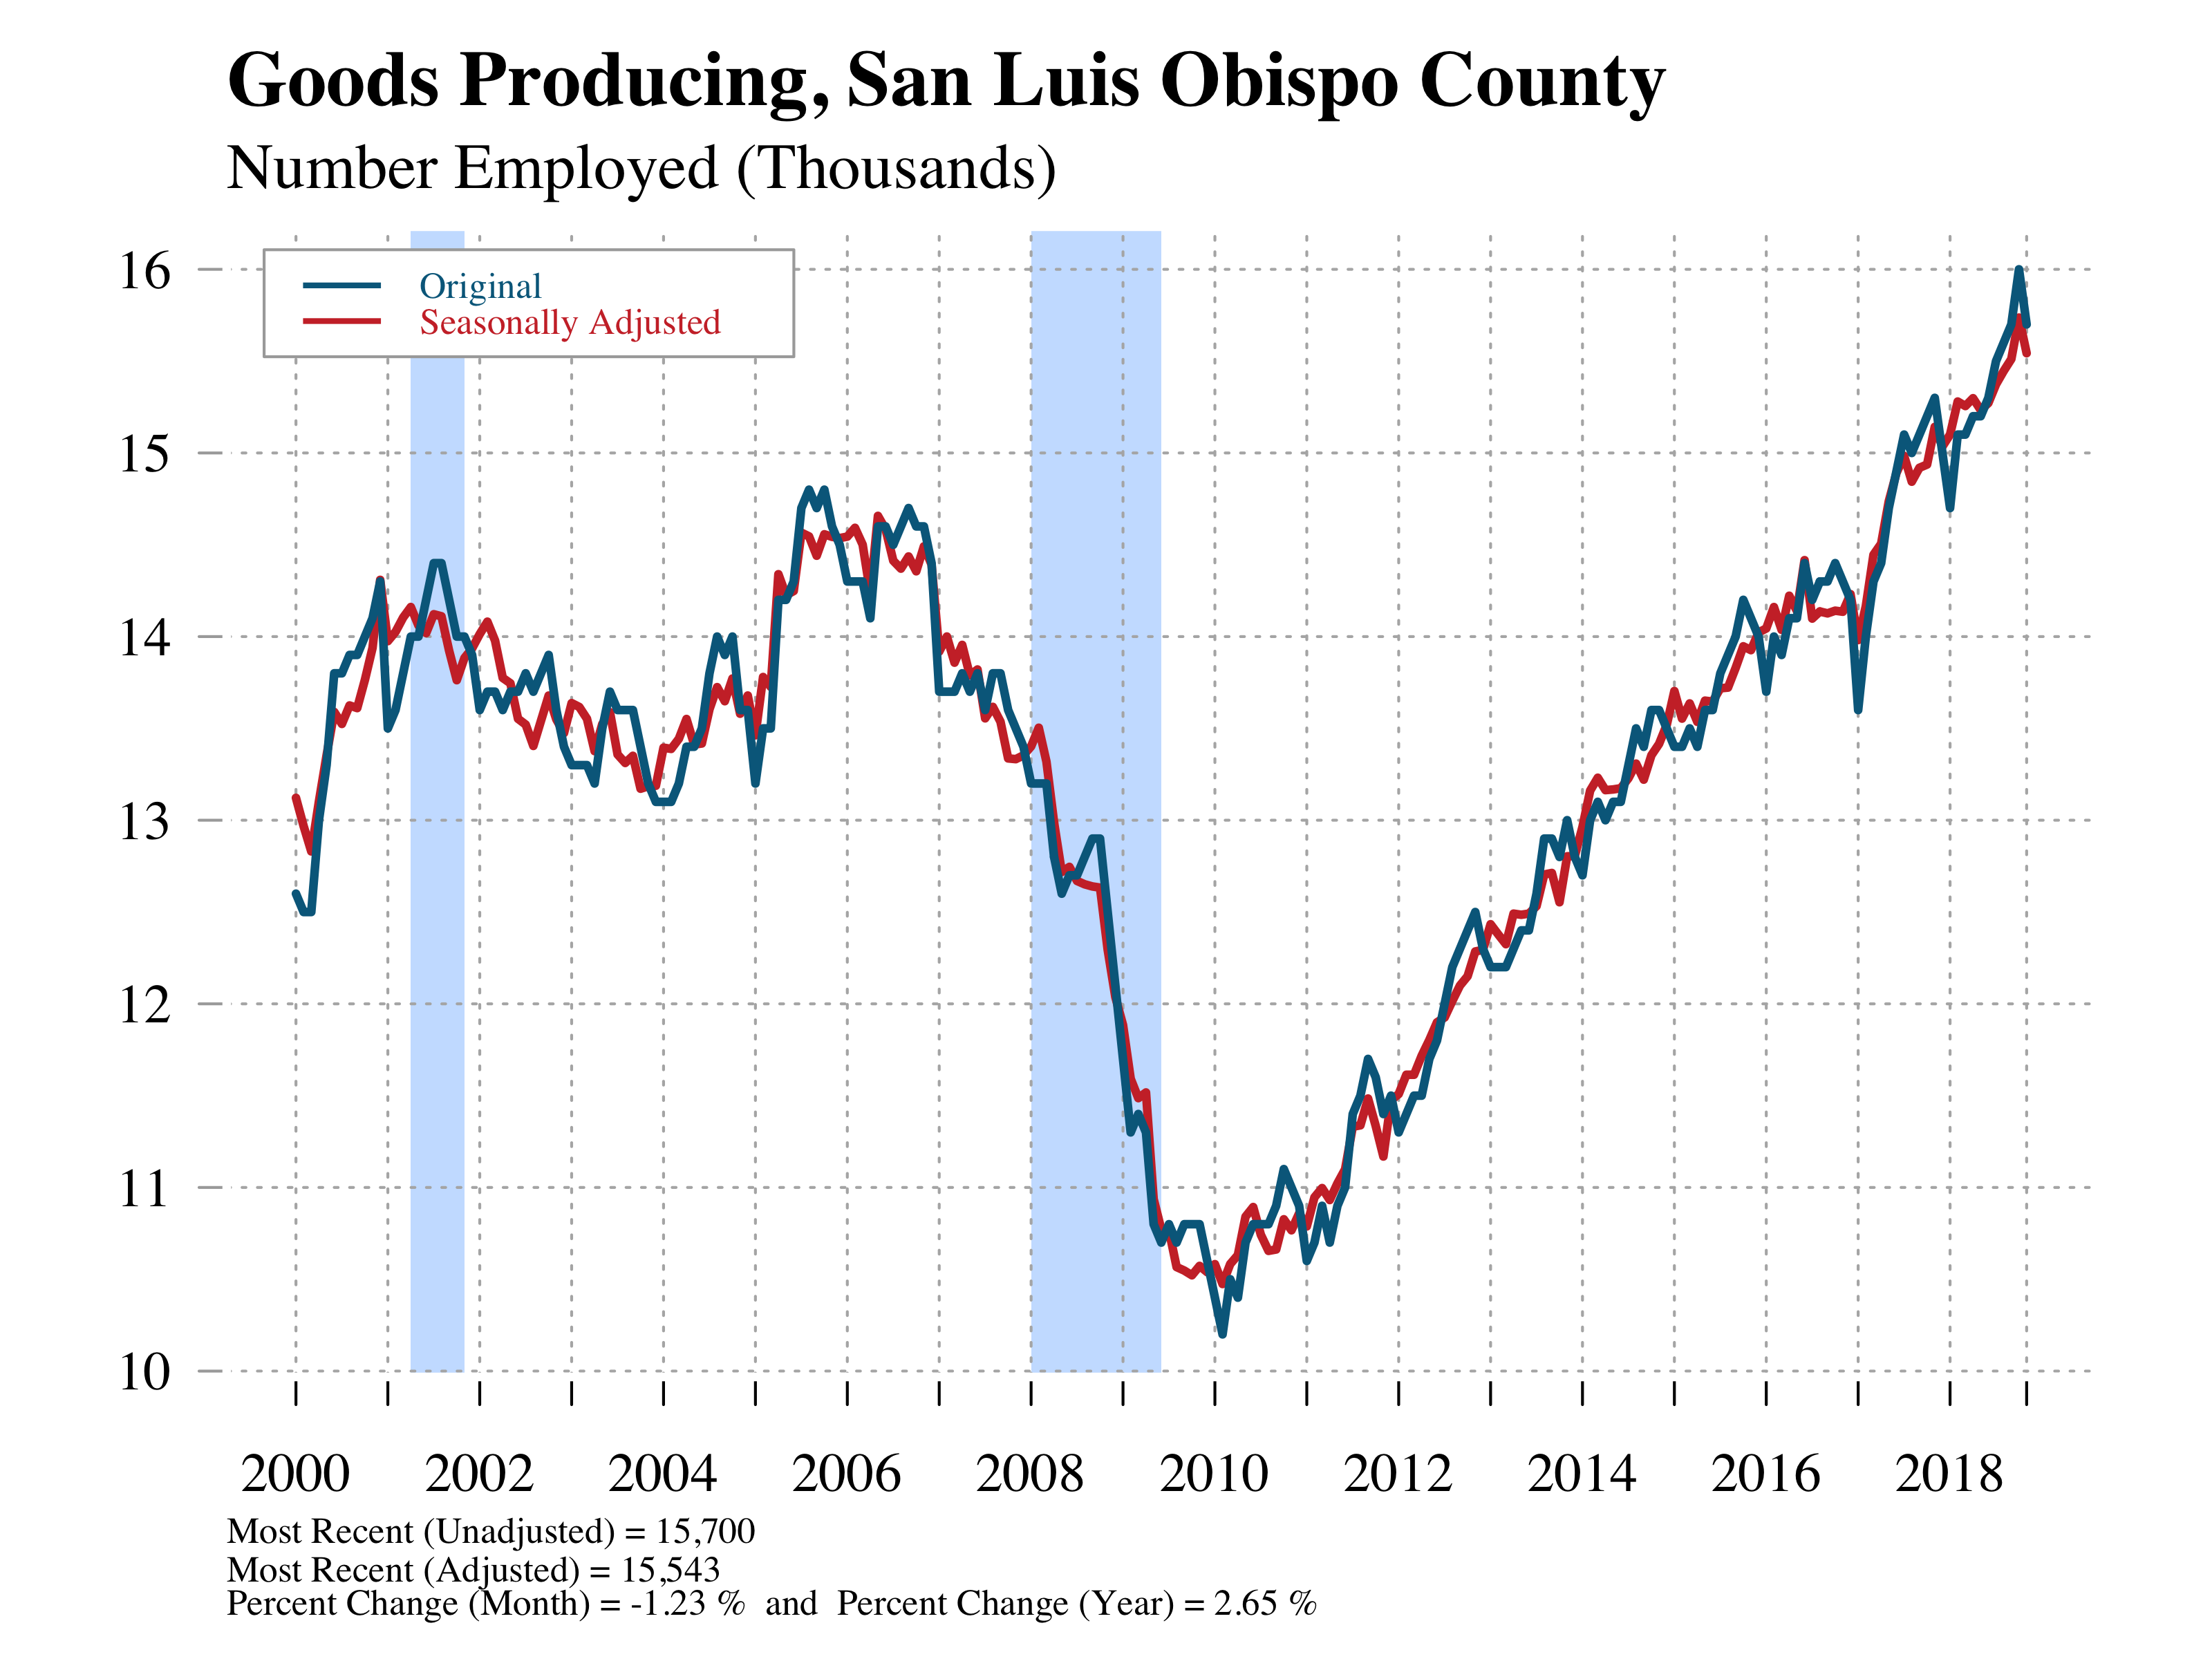 Goods Producing, San Luis Obispo County
Number Employed (Thousands)
Original
Seasonally Adjusted
16
15
14
13
12
11
10
2000 2002 2004 2006 2008 2010 2012 2014 2016 2018
Most Recent (Unadjusted) = 15,700
Most Recent (Adjusted) = 15,543
Percent Change (Month) = -1.23 % and Percent Change (Year) = 2.65 %